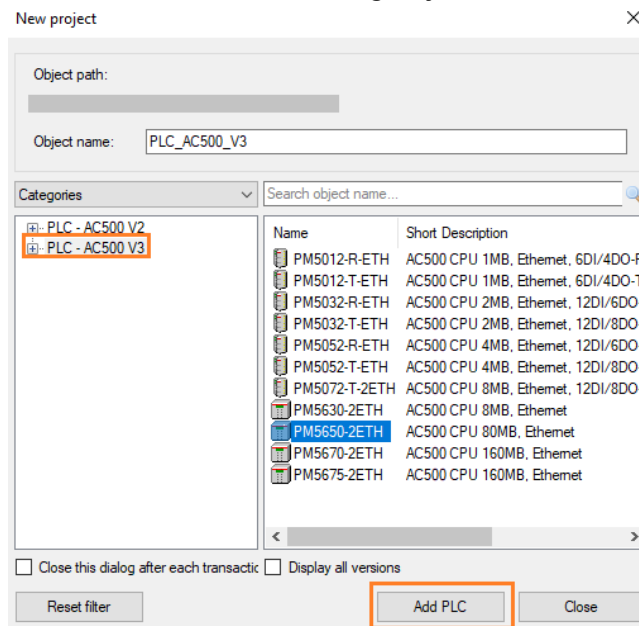 New project
Object path:
Object name: PLC_AC500_V3
Categories Search object name...
PLC - AC500 V2
PLC - AC500 V3
Name Short Description
PM5012-R-ETH AC500 CPU 1MB, Ethernet, 6DI/4DO-R
PM5012-T-ETH AC500 CPU 1MB, Ethernet, 6DI/4DO-T
PM5032-R-ETH AC500 CPU 2MB, Ethernet, 12DI/6DO-
PM5032-T-ETH AC500 CPU 2MB, Ethernet, 12DI/8DO-
PM5052-R-ETH AC500 CPU 4MB, Ethernet, 12DI/6DO-
PM5052-T-ETH AC500 CPU 4MB, Ethernet, 12DI/8DO-
PM5072-T-2ETH AC500 CPU 8MB, Ethernet, 12DI/8DO-
PM5630-2ETH AC500 CPU 8MB, Ethernet
PM5650-2ETH AC500 CPU 80MB, Ethernet
PM5670-2ETH AC500 CPU 160MB, Ethernet
PM5675-2ETH AC500 CPU 160MB, Ethernet
Close this dialog after each transactic Display all versions
Reset filter Add PLC Close